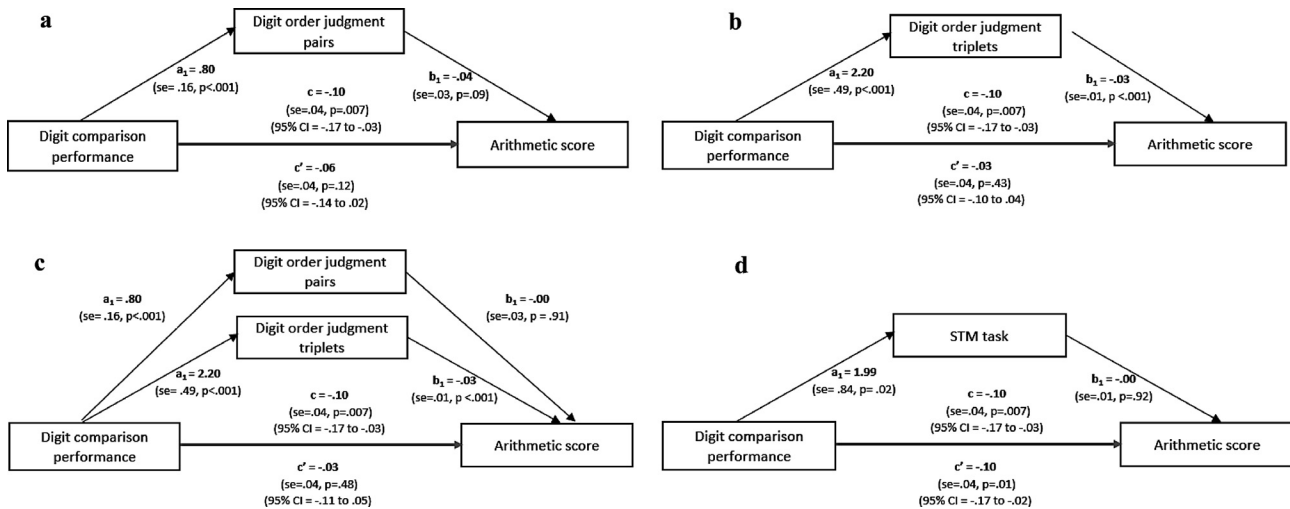 a
Digit order judgment
pairs
a1 = .80
(se= .16, p<.001)
b1 = -.04
(se=.03, p=.09)
c = -.10
(se=.04, p=.007)
(95% CI = -.17 to -.03)
Digit comparison
performance
Arithmetic score
c' = -.06
(se=.04, p=.12)
(95% CI = -.14 to .02)
b
Digit order judgment
triplets
a1 = 2.20
(se= .49, p<.001)
b1 = -.03
(se=.01, p <.001)
c = -.10
(se=.04, p=.007)
(95% CI = -.17 to -.03)
Digit comparison
performance
Arithmetic score
c' = -.03
(se=.04, p=.43)
(95% CI = -.10 to .04)
c
Digit order judgment
pairs
a1 = .80
(se= .16, p<.001)
b1 = -.00
(se=.03, p = .91)
Digit order judgment
triplets
a1 = 2.20
(se= .49, p<.001)
b1 = -.03
(se=.01, p <.001)
c = -.10
(se=.04, p=.007)
(95% CI = -.17 to -.03)
Digit comparison
performance
Arithmetic score
c' = -.03
(se=.04, p=.48)
(95% CI = -.11 to .05)
d
STM task
a1 = 1.99
(se= .84, p= .02)
b1 = -.00
(se=.01, p=.92)
c = -.10
(se=.04, p=.007)
(95% CI = -.17 to -.03)
Digit comparison
performance
Arithmetic score
c' = -.10
(se=.04, p=.01)
(95% CI = -.17 to -.02)